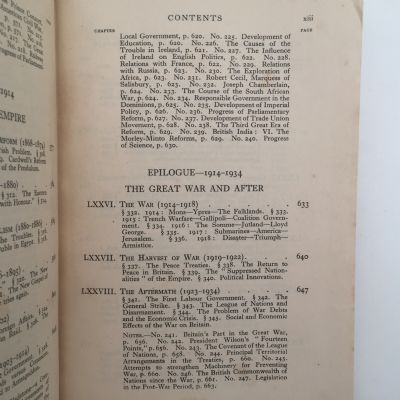 CONTENTS
xiii
CHAPTER
PAGE
Local Government, p. 620. No. 225. Development of
Education, p. 620. No. 226. The Causes of the
Trouble in Ireland, p. 621. No. 227. The Influence
of Ireland on English Politics, p. 622. No. 228.
Relations with France, p. 622. No. 229. Relations
with Russia, p. 623. No. 230. The Exploration of
Africa, p. 623. No. 231. Robert Cecil, Marquess of
Salisbury, p. 623. No. 232. Joseph Chamberlain,
p. 624. No. 233. The Course of the South African
War, p. 624. No. 234. Responsible Government in the
Dominions, p. 625. No. 235. Development of Imperial
Policy, p. 626. No. 236. Progress of Parliamentary
Reform, p. 627. No. 237. Development of Trade Union
Movement, p. 628. No. 238. The Third Great Era of
Reform, p. 629. No. 239. British India : VI. The
Morley-Minto Reforms, p. 629. No. 240. Progress of
Science, p. 630.
EPILOGUE—1914-1934
THE GREAT WAR AND AFTER
LXXVI. THE WAR (1914-1918) 633
§ 332. 1914 : Mons—Ypres—The Falklands. § 333.
1915 : Trench Warfare—Gallipoli—Coalition Government.
§ 334. 1916 : The Somme—Jutland—Lloyd
George. § 335. 1917 : Submarines—America—
Jerusalem. § 336. 1918 : Disaster—Triumph—
Armistice.
LXXVII. THE HARVEST OF WAR (1919-1922) 640
§ 337. The Peace Treaties. § 338. The Return to
Peace in Britain. § 339. The "Suppressed Nationalities"
of the Empire. § 340. Political Innovations.
LXXVIII. THE AFTERMATH (1923-1934) 647
§ 341. The First Labour Government. § 342. The
General Strike. § 343. The League of Nations and
Disarmament. § 344. The Problem of War Debts
and the Economic Crisis. § 345. Social and Economic
Effects of the War on Britain.
NOTES.—No. 241. Britain's Part in the Great War,
p. 656. No. 242. President Wilson's "Fourteen
Points," p. 656. No. 243. The Covenant of the League
of Nations, p. 658. No. 244. Principal Territorial
Arrangements in the Treaties, p. 660. No. 245.
Attempts to strengthen Machinery for Preventing
War, p. 660. No. 246. The British Commonwealth
of Nations since the War, p. 661. No. 247. Legislation
in the Post-War Period, p. 663.
1914
EMPIRE
REFORM (1868-1874)